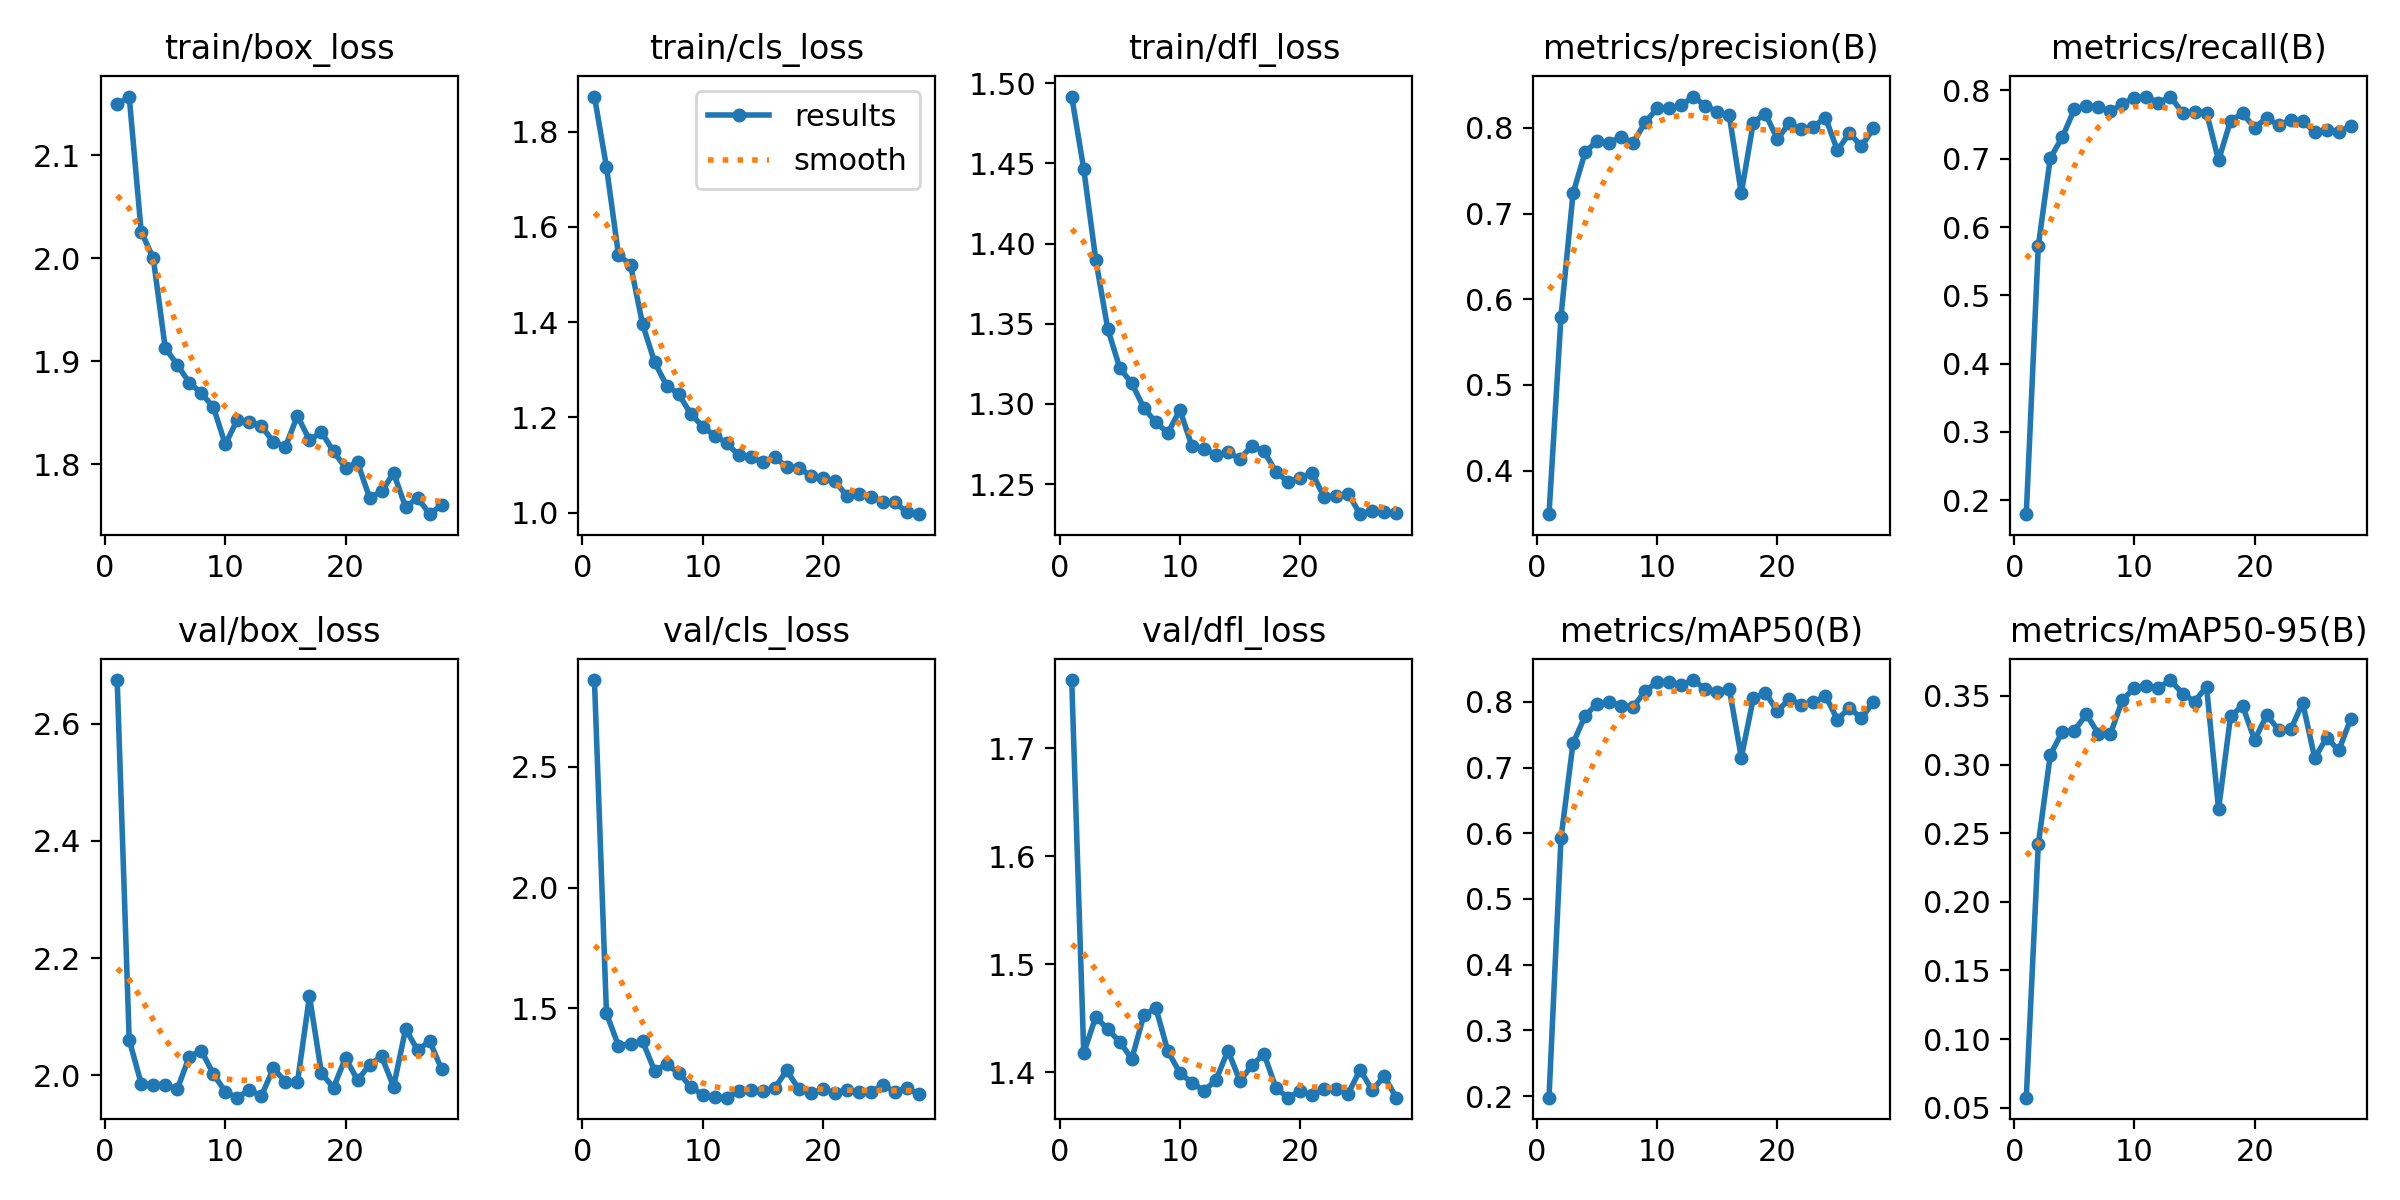 train/box_loss
2.1
2.0
1.9
1.8
0 10 20
train/cls_loss
results
smooth
1.8
1.6
1.4
1.2
1.0
0 10 20
train/dfl_loss
1.50
1.45
1.40
1.35
1.30
1.25
0 10 20
metrics/precision(B)
0.8
0.7
0.6
0.5
0.4
0 10 20
metrics/recall(B)
0.8
0.7
0.6
0.5
0.4
0.3
0.2
0 10 20
val/box_loss
2.6
2.4
2.2
2.0
0 10 20
val/cls_loss
2.5
2.0
1.5
0 10 20
val/dfl_loss
1.7
1.6
1.5
1.4
0 10 20
metrics/mAP50(B)
0.8
0.7
0.6
0.5
0.4
0.3
0.2
0 10 20
metrics/mAP50-95(B)
0.35
0.30
0.25
0.20
0.15
0.10
0.05
0 10 20